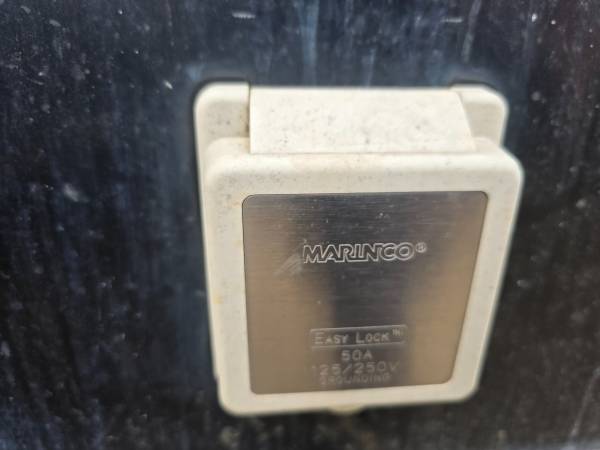 MARINCO®
EASY LOCK™
50A
125/250V
GROUNDING